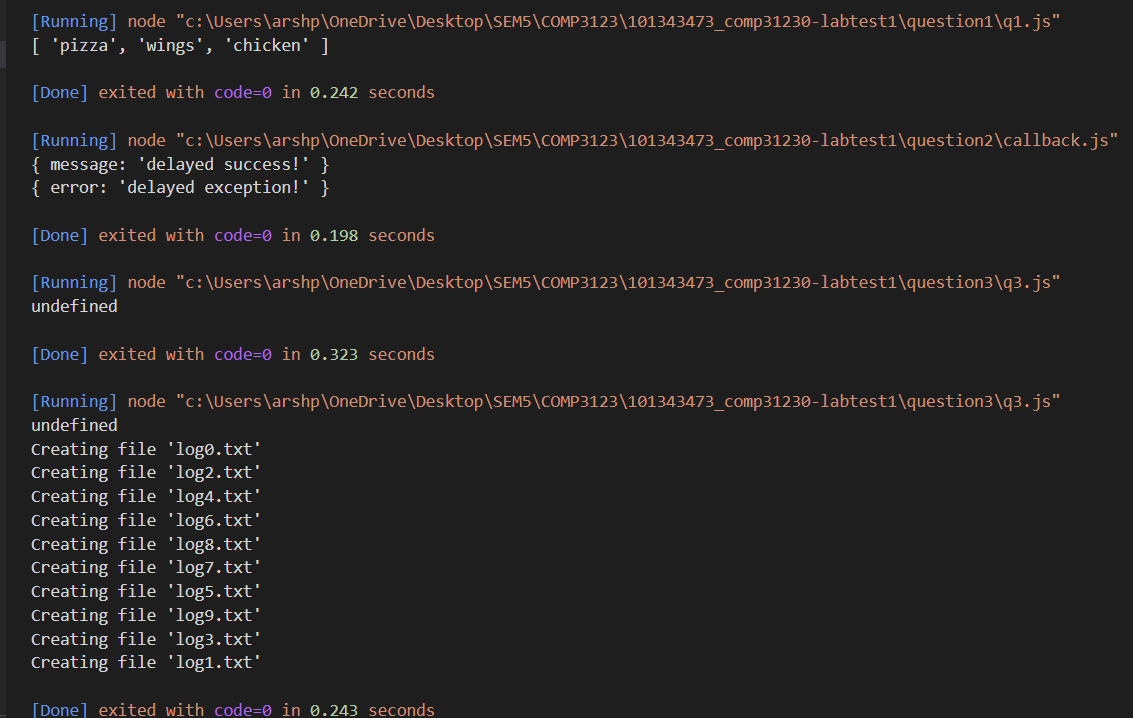 [Running] node "c:\Users\arshp\OneDrive\Desktop\SEM5\COMP3123\101343473_comp31230-labtest1\question1\q1.js"
[ 'pizza', 'wings', 'chicken' ]
[Done] exited with code=0 in 0.242 seconds
[Running] node "c:\Users\arshp\OneDrive\Desktop\SEM5\COMP3123\101343473_comp31230-labtest1\question2\callback.js"
{ message: 'delayed success!' }
{ error: 'delayed exception!' }
[Done] exited with code=0 in 0.198 seconds
[Running] node "c:\Users\arshp\OneDrive\Desktop\SEM5\COMP3123\101343473_comp31230-labtest1\question3\q3.js"
undefined
[Done] exited with code=0 in 0.323 seconds
[Running] node "c:\Users\arshp\OneDrive\Desktop\SEM5\COMP3123\101343473_comp31230-labtest1\question3\q3.js"
undefined
Creating file 'log0.txt'
Creating file 'log2.txt'
Creating file 'log4.txt'
Creating file 'log6.txt'
Creating file 'log8.txt'
Creating file 'log7.txt'
Creating file 'log5.txt'
Creating file 'log9.txt'
Creating file 'log3.txt'
Creating file 'log1.txt'
[Done] exited with code=0 in 0.243 seconds